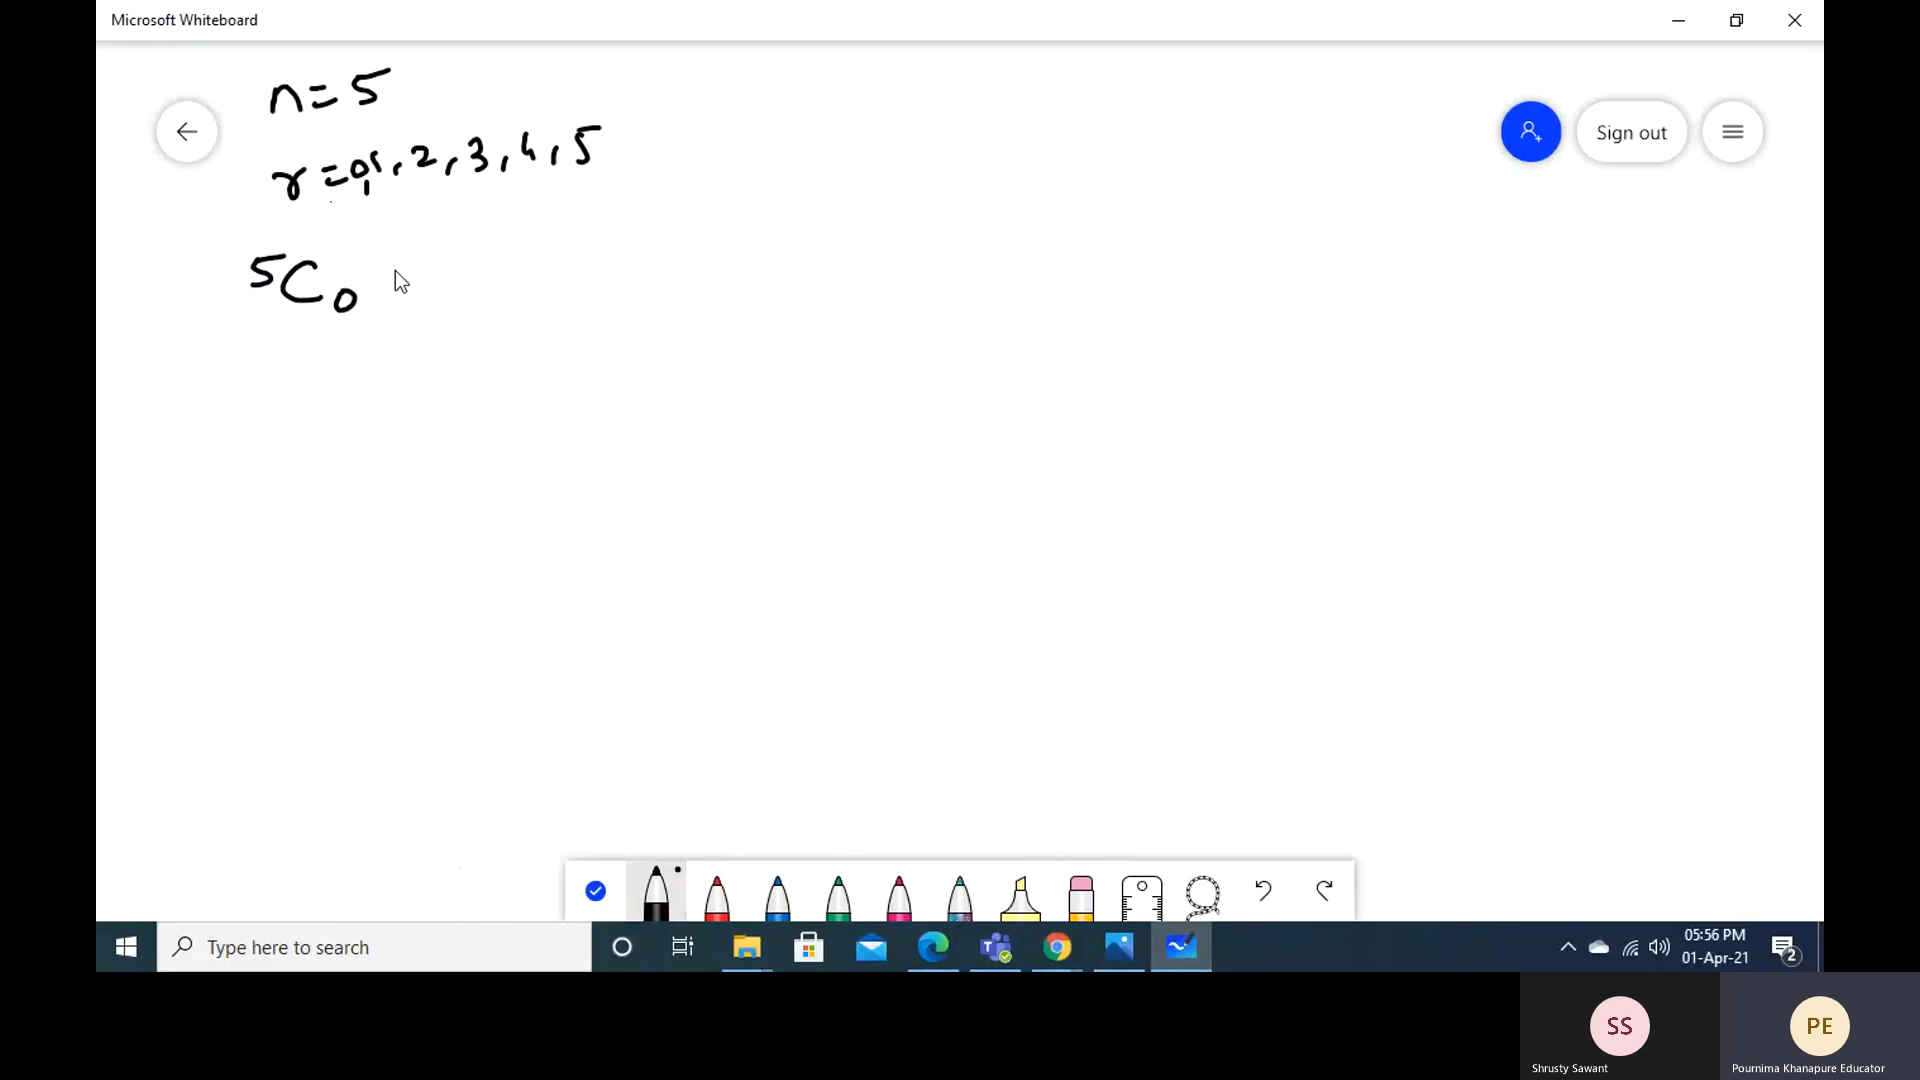 Microsoft Whiteboard
n=5
Sign out
r=0,1,2,3,4,5
⁵C₀
Type here to search
05:56 PM
01-Apr-21
2
SS
PE
Shrusty Sawant
Pournima Khanapure Educator